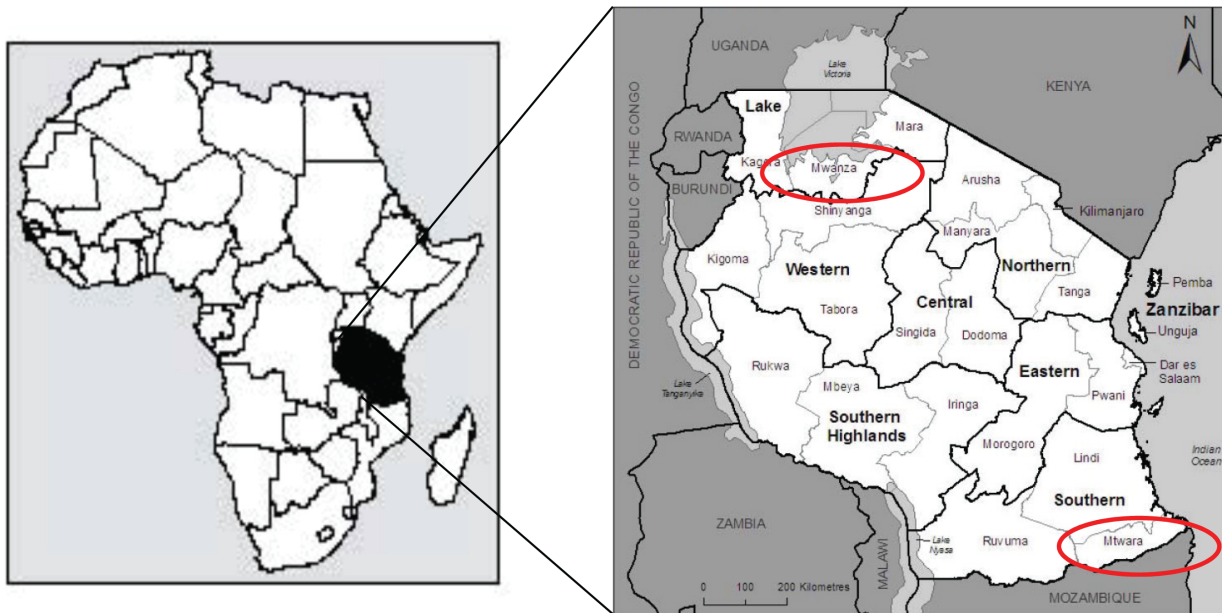 N
UGANDA
Lake
Victoria
KENYA
DEMOCRATIC REPUBLIC OF THE CONGO
Lake
Mara
RWANDA
Kagera
Mwanza
BURUNDI
Arusha
Shinyanga
Kilimanjaro
Manyara
Kigoma
Western
Northern
Pemba
Tanga
Zanzibar
Central
Tabora
Unguja
Singida
Dodoma
Dar es
Salaam
Rukwa
Eastern
Mbeya
Pwani
Lake
Tanganyika
Iringa
Southern
Highlands
Morogoro
Lindi
Indian
Ocean
Southern
ZAMBIA
Lake
Nyasa
Ruvuma
Mtwara
MALAWI
0 100 200 Kilometres
MOZAMBIQUE